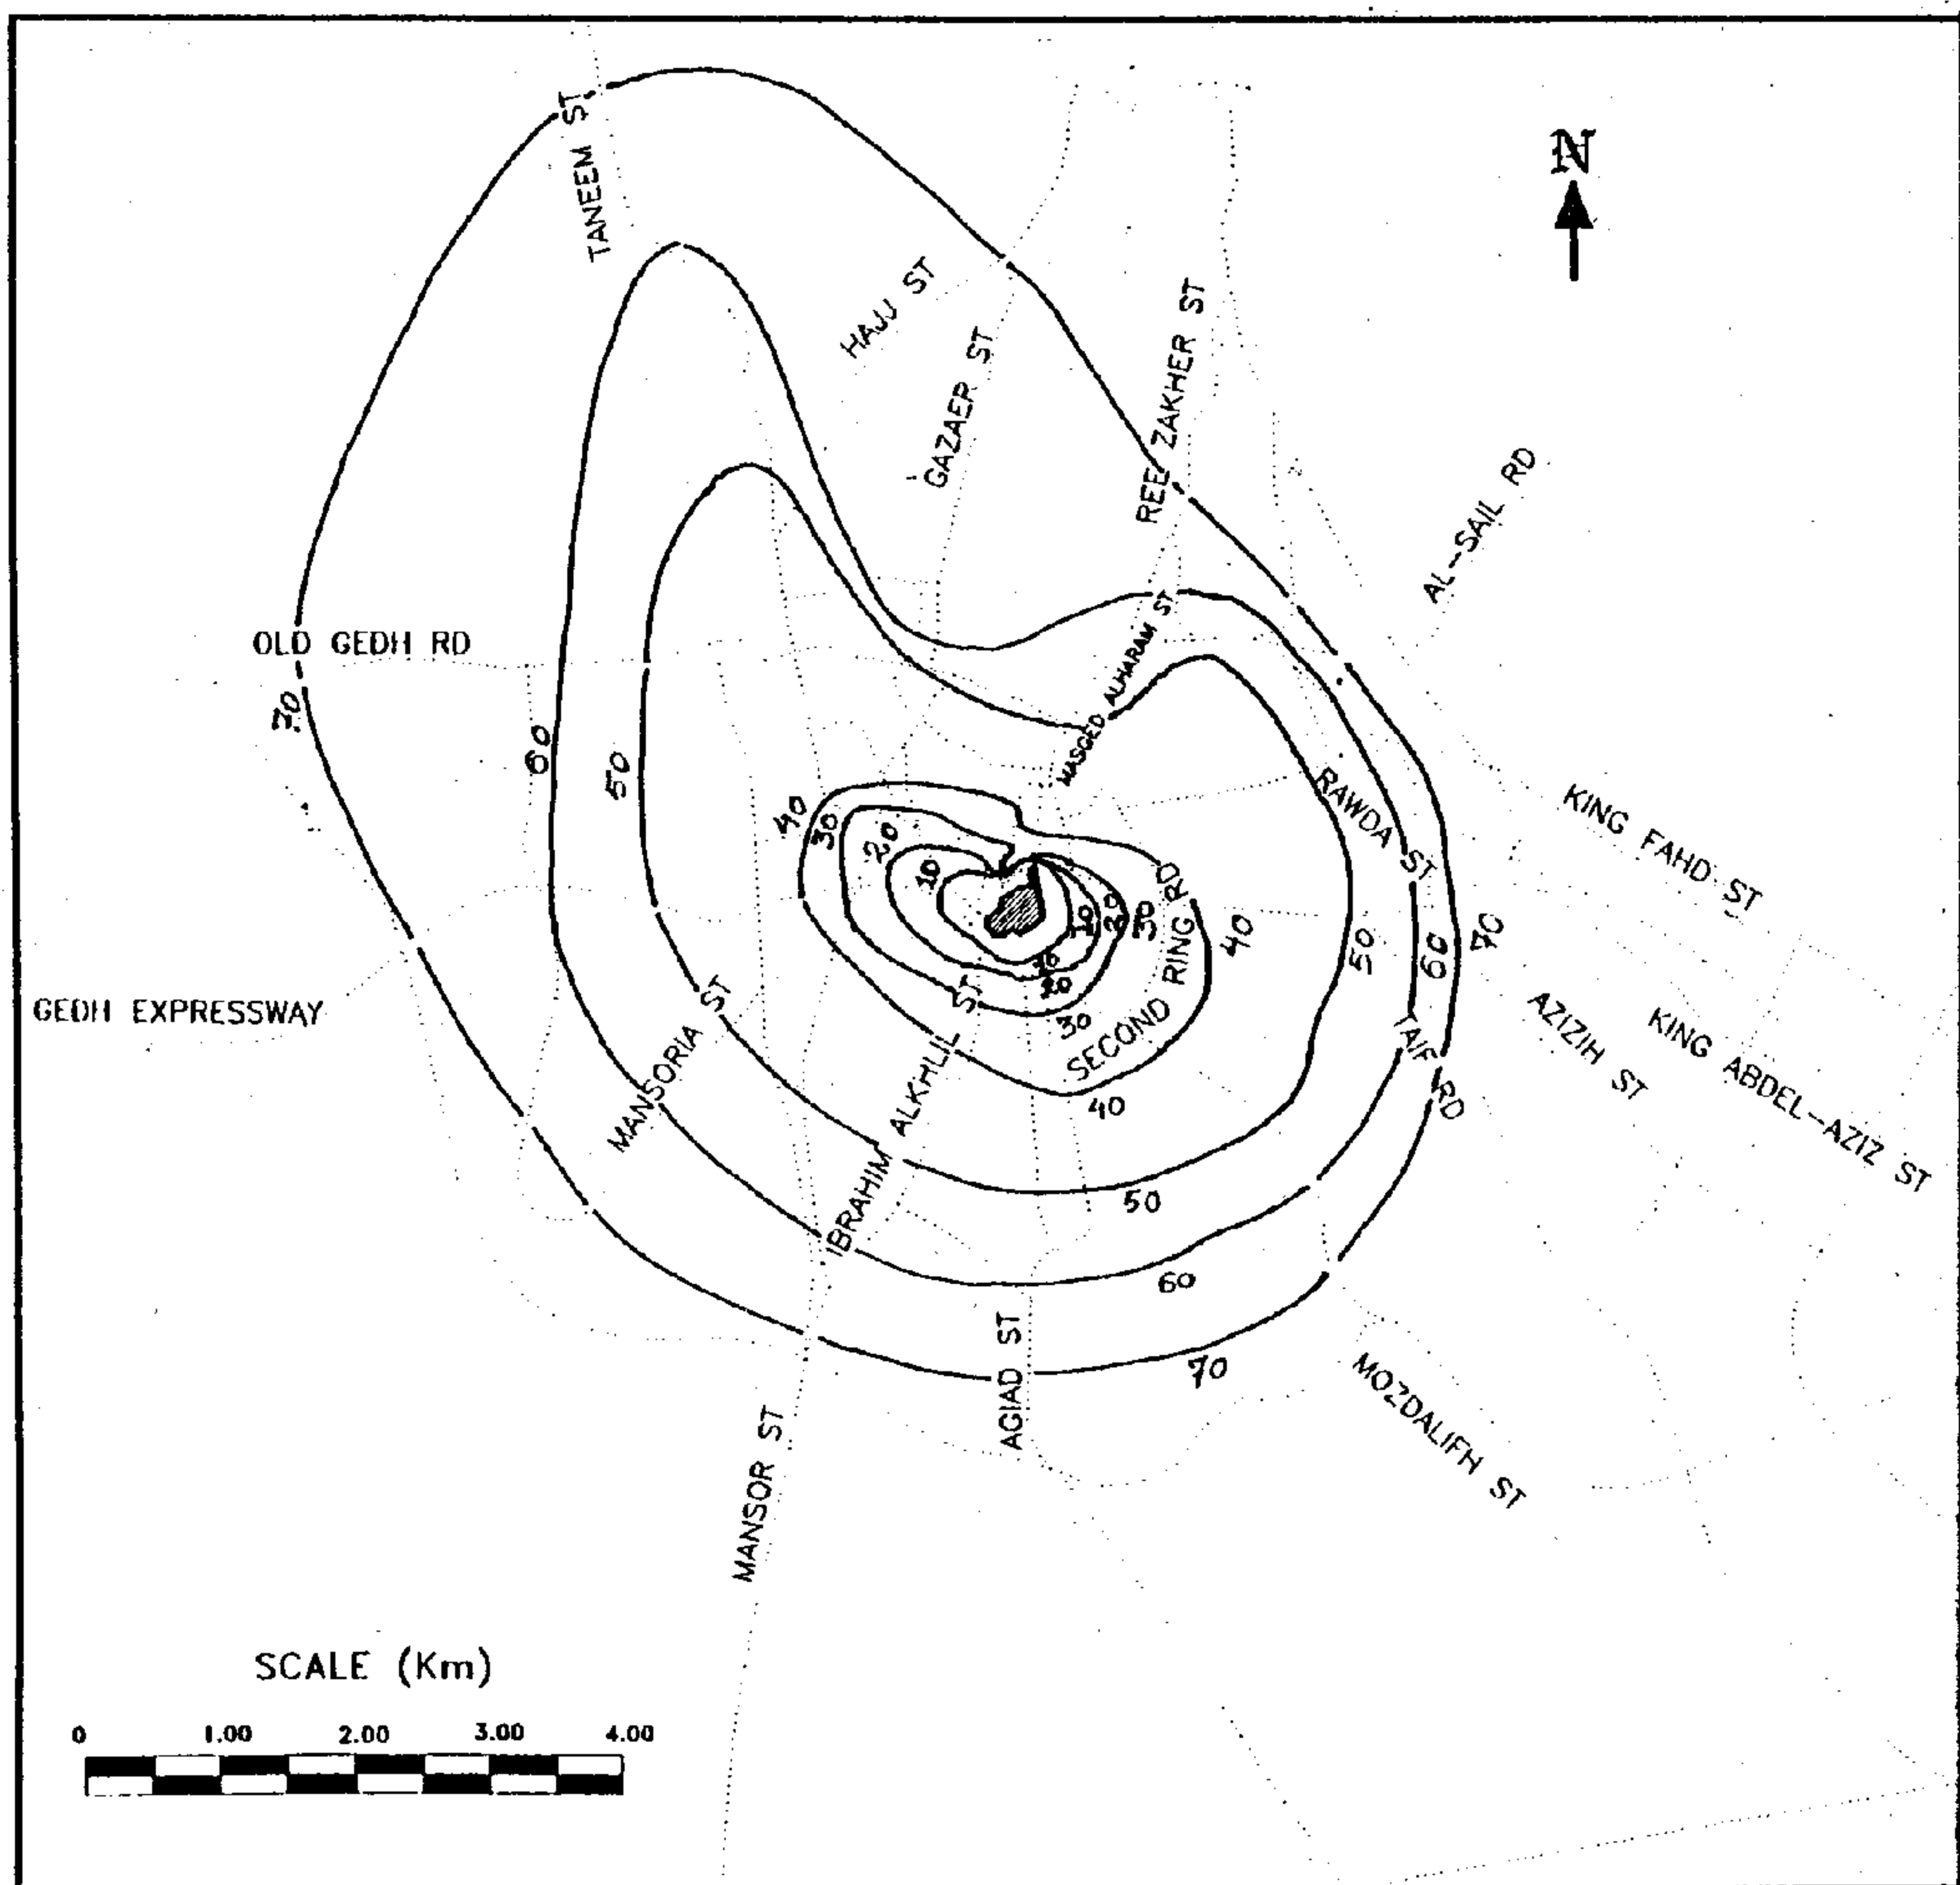 N
TANEEM ST
HAJJ ST
GAZAEP ST
REE ZAKHER ST
AL-SAIL RD
MASGED ALHARAM ST
OLD GEDH RD
70
60
50
40
30
20
10
RAWDA ST
KING FAHD ST
10
20
30
40
50
60
70
SECOND RING RD
GEDH EXPRESSWAY
MANSORIA ST
IBRAHIM ALKHLIL ST
10
20
30
40
50
60
70
TAIF RD
AZIZIH ST
KING ABDEL-AZIZ ST
AGIAD ST
MANSOR ST
MOZDALIFH ST
SCALE (Km)
0 1.00 2.00 3.00 4.00